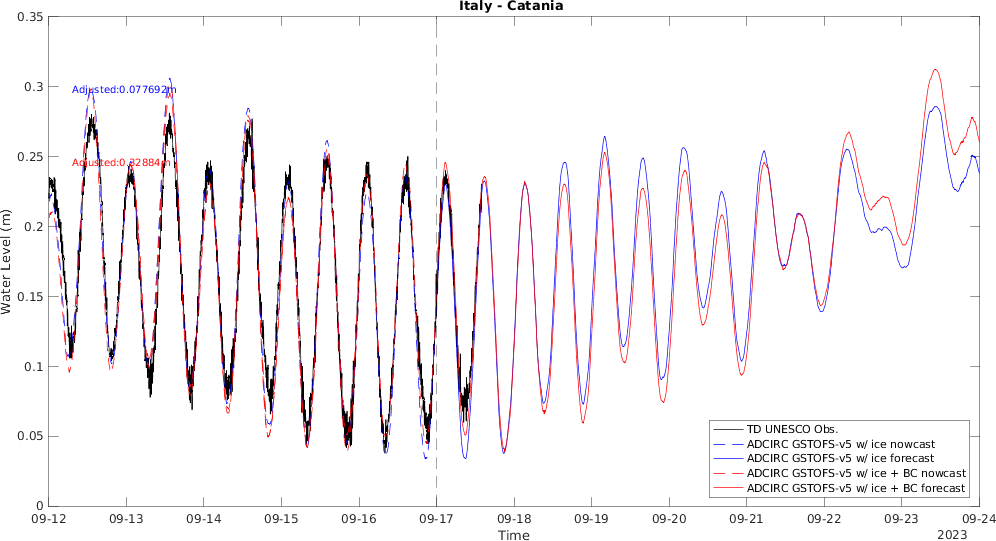 Italy - Catania
Water Level (m)
0.35
0.3
0.25
0.2
0.15
0.1
0.05
0
Adjusted:0.077692m
Adjusted:0.32884m
TD UNESCO Obs.
ADCIRC GSTOFS-v5 w/ ice nowcast
ADCIRC GSTOFS-v5 w/ ice forecast
ADCIRC GSTOFS-v5 w/ ice + BC nowcast
ADCIRC GSTOFS-v5 w/ ice + BC forecast
09-12 09-13 09-14 09-15 09-16 09-17 09-18 09-19 09-20 09-21 09-22 09-23 09-24
Time
2023